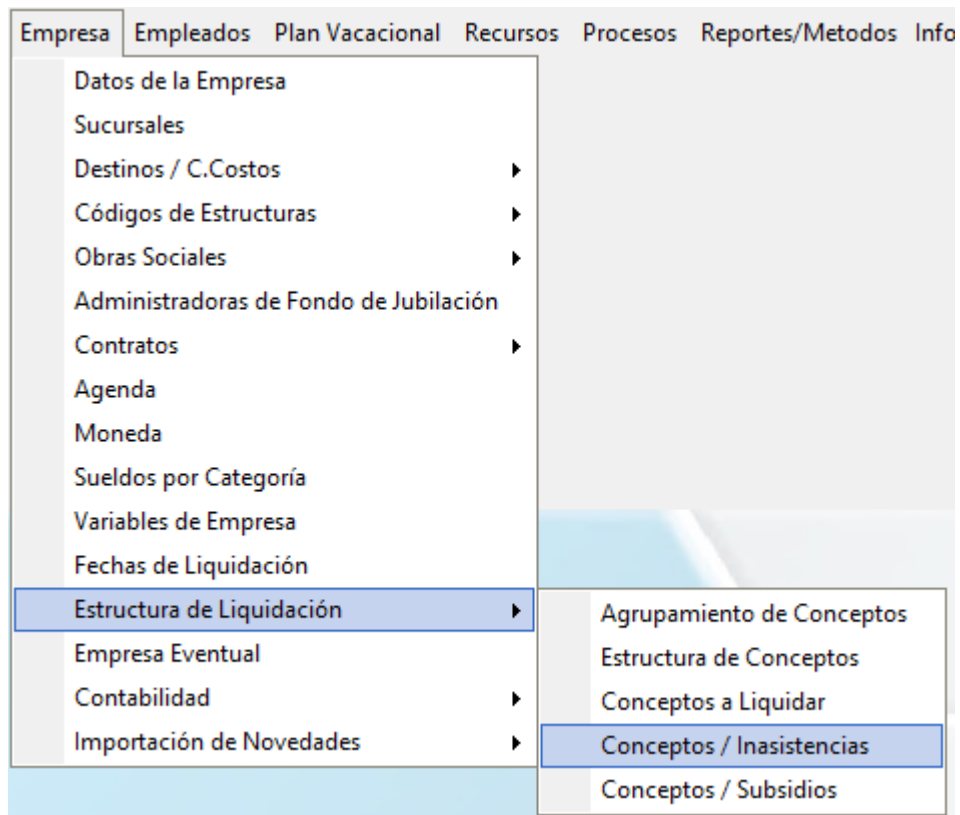 Empresa Empleados Plan Vacacional Recursos Procesos Reportes/Metodos Info
Datos de la Empresa
Sucursales
Destinos / C.Costos
Códigos de Estructuras
Obras Sociales
Administradoras de Fondo de Jubilación
Contratos
Agenda
Moneda
Sueldos por Categoría
Variables de Empresa
Fechas de Liquidación
Estructura de Liquidación
Empresa Eventual
Contabilidad
Importación de Novedades
Agrupamiento de Conceptos
Estructura de Conceptos
Conceptos a Liquidar
Conceptos / Inasistencias
Conceptos / Subsidios